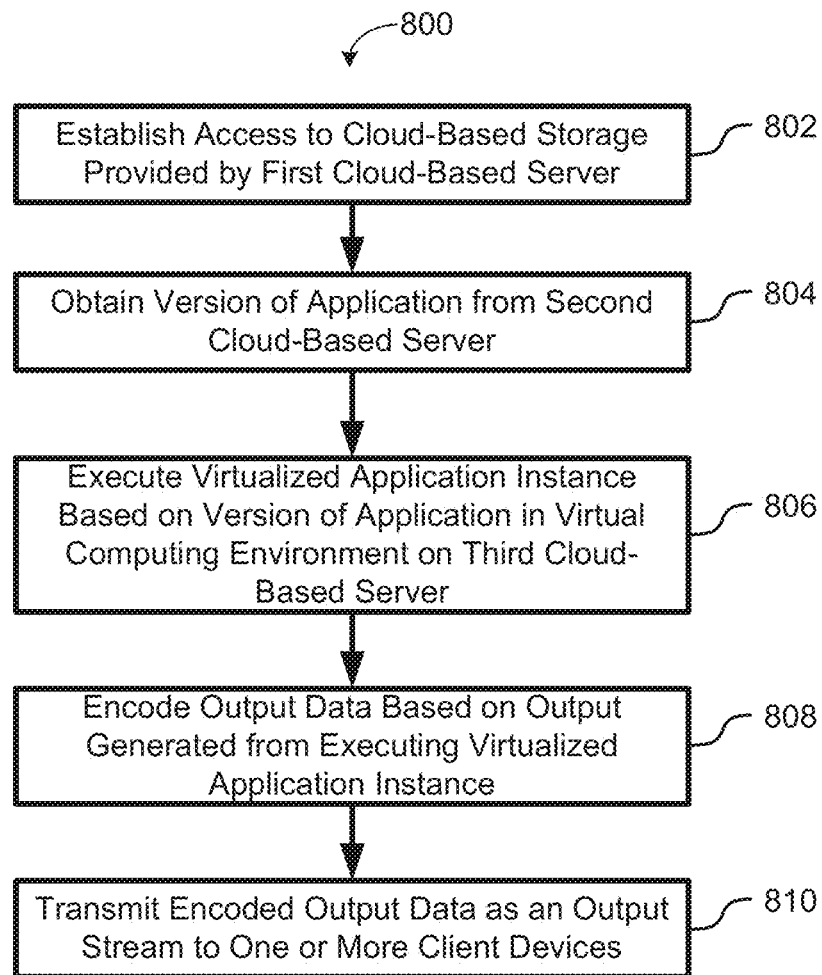 800
Establish Access to Cloud-Based Storage
Provided by First Cloud-Based Server
802
Obtain Version of Application from Second
Cloud-Based Server
804
Execute Virtualized Application Instance
Based on Version of Application in Virtual
Computing Environment on Third Cloud-
Based Server
806
Encode Output Data Based on Output
Generated from Executing Virtualized
Application Instance
808
Transmit Encoded Output Data as an Output
Stream to One or More Client Devices
810